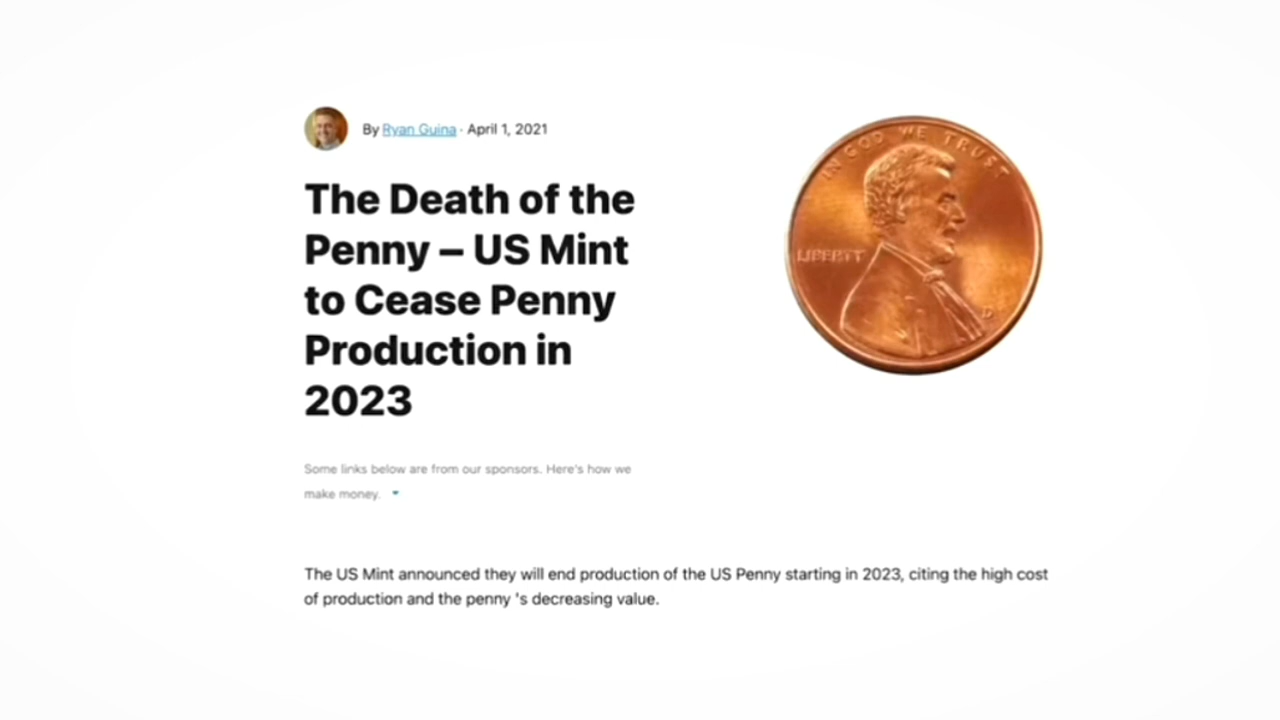 By Ryan Guina · April 1, 2021
The Death of the
Penny – US Mint
to Cease Penny
Production in
2023
Some links below are from our sponsors. Here's how we
make money.
The US Mint announced they will end production of the US Penny starting in 2023, citing the high cost
of production and the penny 's decreasing value.
IN GOD WE TRUST
LIBERTY
D